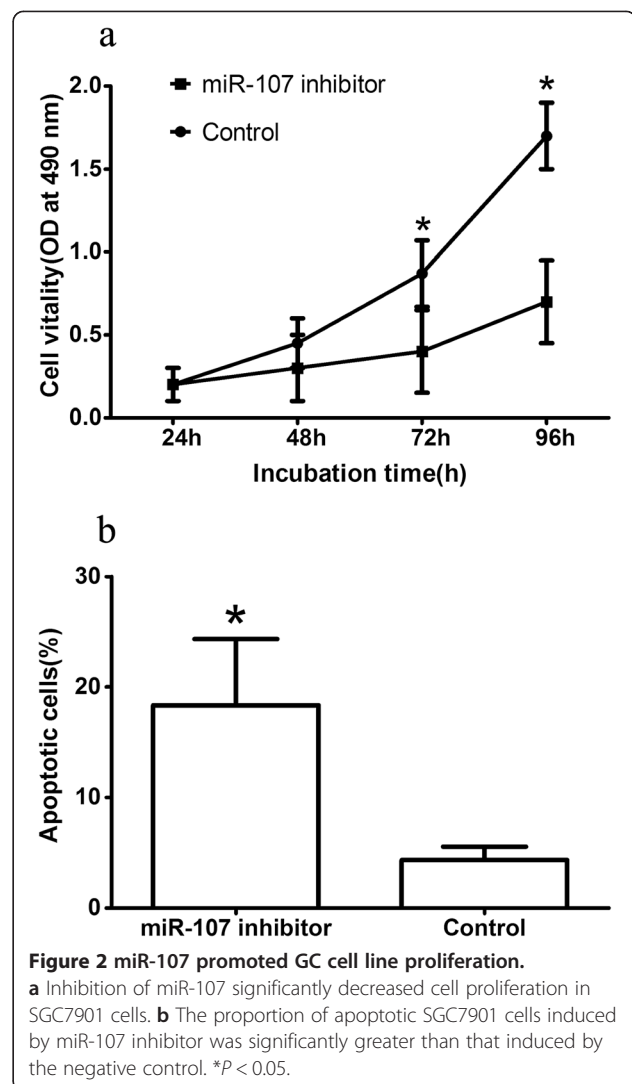 a
miR-107 inhibitor
Control
Cell vitality(OD at 490 nm)
2.0
1.5
1.0
0.5
0.0
*
*
24h 48h 72h 96h
Incubation time(h)
b
Apoptotic cells(%)
30
20
10
0
*
miR-107 inhibitor Control
Figure 2 miR-107 promoted GC cell line proliferation.
a Inhibition of miR-107 significantly decreased cell proliferation in
SGC7901 cells. b The proportion of apoptotic SGC7901 cells induced
by miR-107 inhibitor was significantly greater than that induced by
the negative control. *P < 0.05.